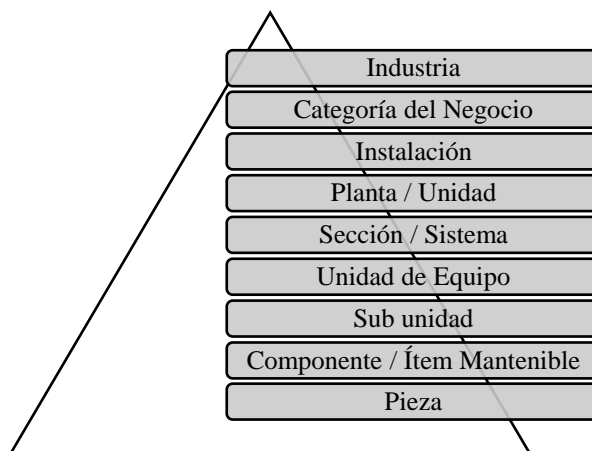 Industria
Categoría del Negocio
Instalación
Planta / Unidad
Sección / Sistema
Unidad de Equipo
Sub unidad
Componente / Ítem Mantenible
Pieza